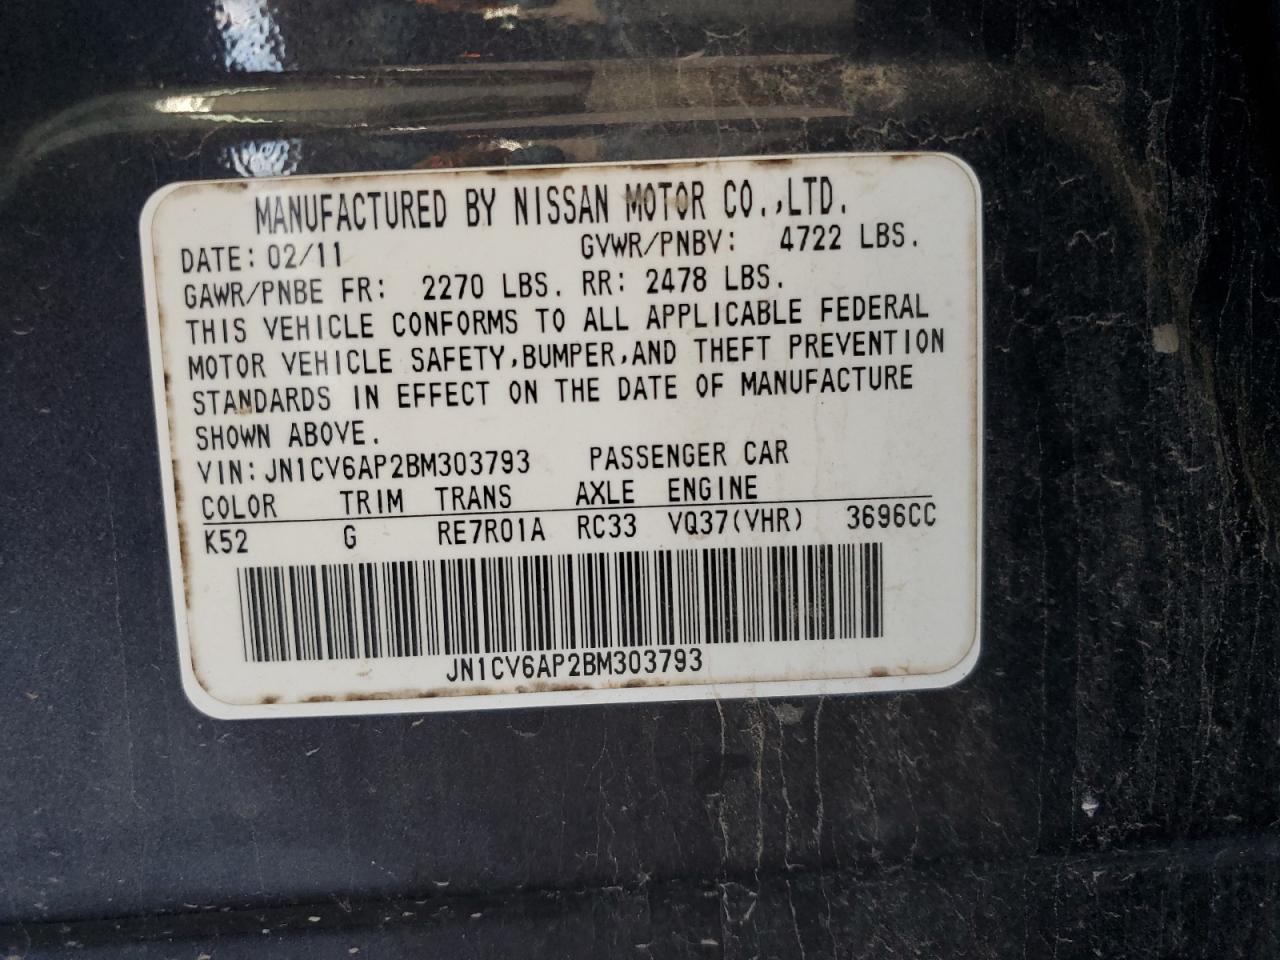 MANUFACTURED BY NISSAN MOTOR CO.,LTD.
DATE: 02/11 GVWR/PNBV: 4722 LBS.
GAWR/PNBE FR: 2270 LBS. RR: 2478 LBS.
THIS VEHICLE CONFORMS TO ALL APPLICABLE FEDERAL
MOTOR VEHICLE SAFETY,BUMPER,AND THEFT PREVENTION
STANDARDS IN EFFECT ON THE DATE OF MANUFACTURE
SHOWN ABOVE.
VIN:JN1CV6AP2BM303793 PASSENGER CAR
COLOR TRIM TRANS AXLE ENGINE
K52 G RE7R01A RC33 VQ37(VHR) 3696CC
JN1CV6AP2BM303793